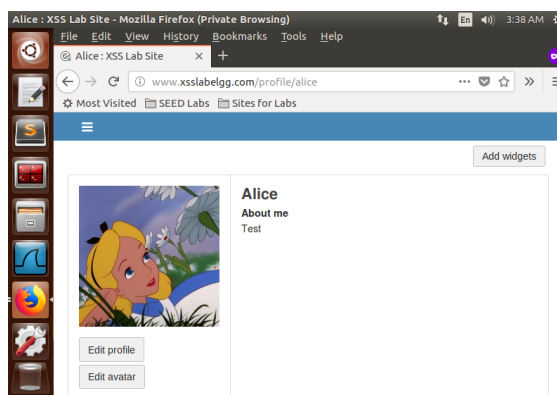 Alice : XSS Lab Site - Mozilla Firefox (Private Browsing)
En
3:38 AM
File Edit View History Bookmarks Tools Help
Alice : XSS Lab Site
www.xsslabelgg.com/profile/alice
Most Visited SEED Labs Sites for Labs
Add widgets
Alice
About me
Test
Edit profile
Edit avatar